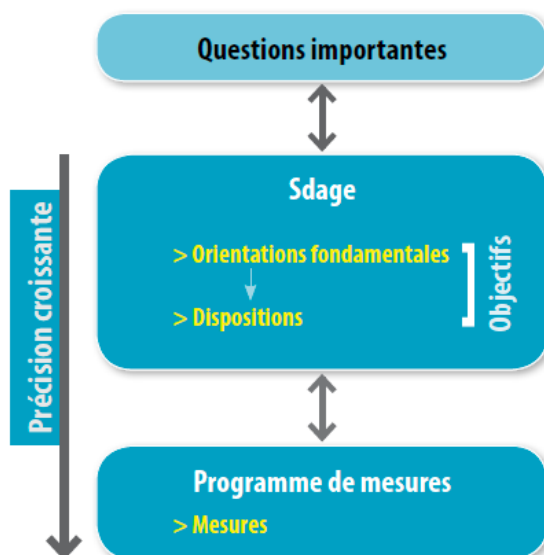 Questions importantes
Précision croissante
Sdage
> Orientations fondamentales
> Dispositions
Objectifs
Programme de mesures
> Mesures